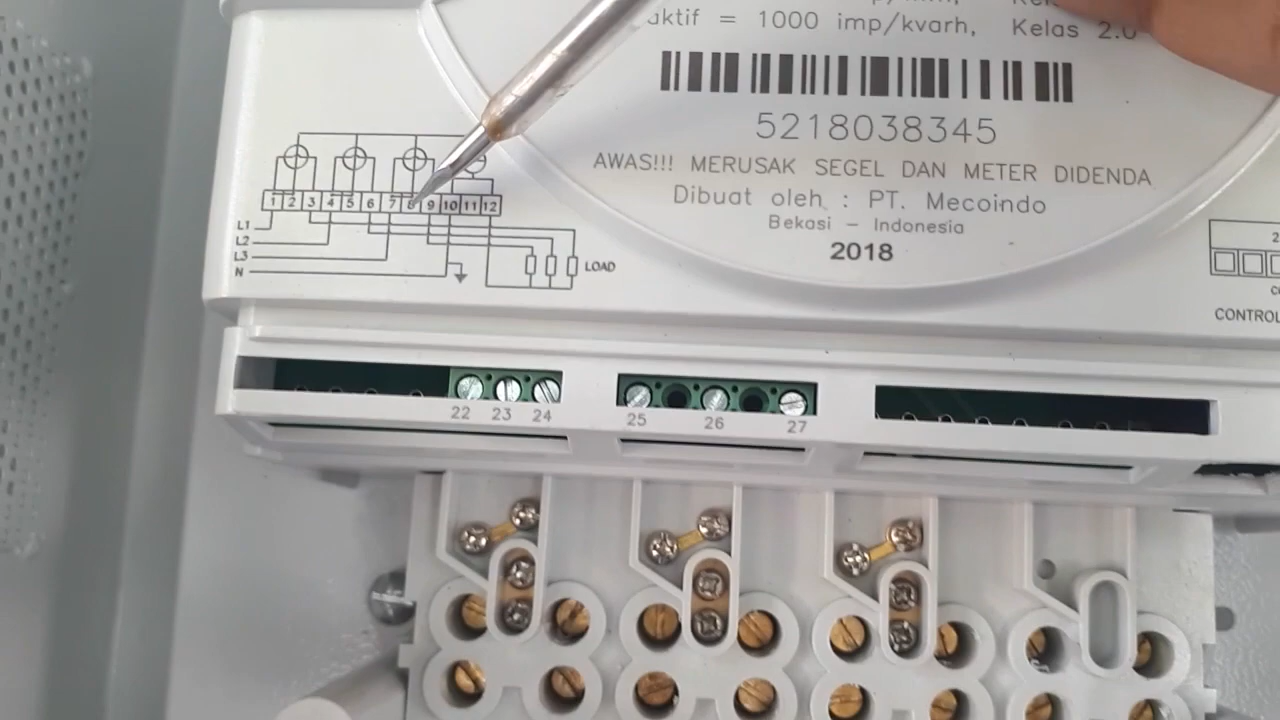 aktif = 1000 imp/kvarh, Kelas 2.0
5218038345
AWAS!!! MERUSAK SEGEL DAN METER DIDENDA
Dibuat oleh : PT. Mecoindo
Bekasi – Indonesia
2018
1 2 3 4 5 6 7 8 9 10 11 12
L1
L2
L3
N
LOAD
CONTROL
22 23 24
25 26 27